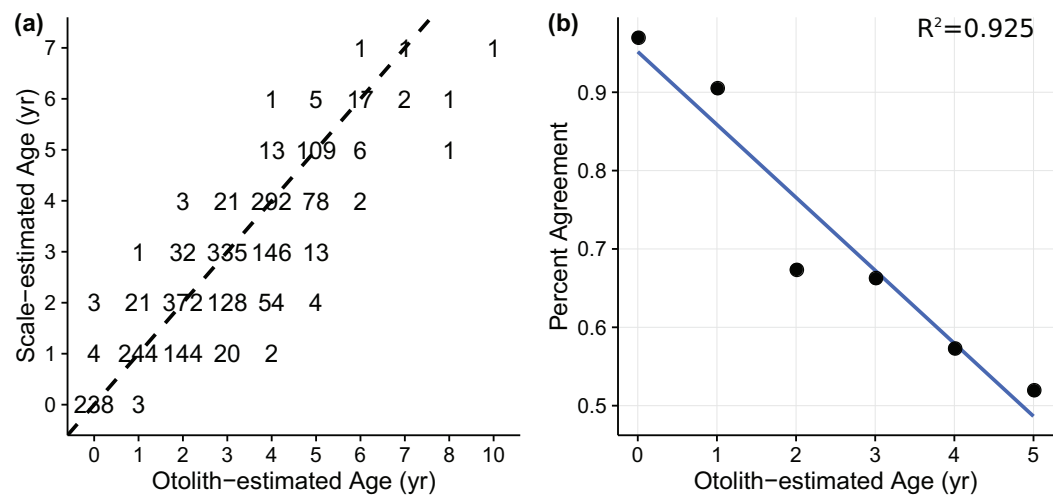 (a)
Scale−estimated Age (yr)
7 1 1 1
6 1 5 17 2 1
5 13 109 6 1
4 3 21 292 78 2
3 1 32 335 146 13
2 3 21 372 128 54 4
1 4 244 144 20 2
0 238 3
0 1 2 3 4 5 6 7 8 10
Otolith−estimated Age (yr)
(b)
R²=0.925
Percent Agreement
0.9
0.8
0.7
0.6
0.5
0 1 2 3 4 5
Otolith−estimated Age (yr)